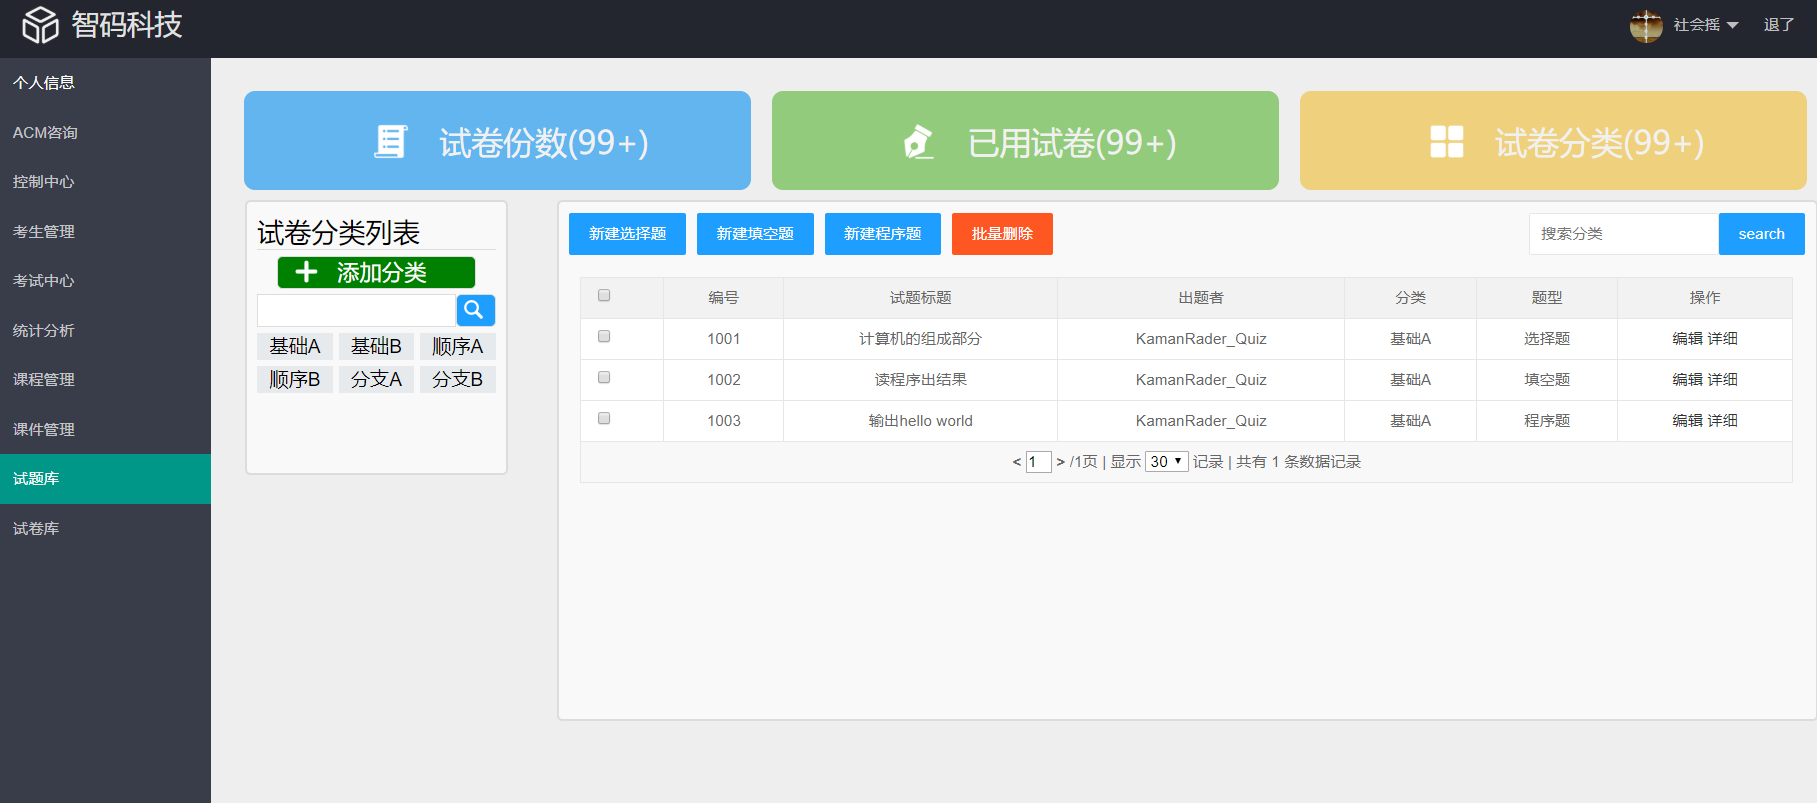 智码科技
社会摇 退了
个人信息
ACM咨询
控制中心
考生管理
考试中心
统计分析
课程管理
课件管理
试题库
试卷库
试卷份数(99+)
已用试卷(99+)
试卷分类(99+)
试卷分类列表
添加分类
基础A 基础B 顺序A
顺序B 分支A 分支B
新建选择题 新建填空题 新建程序题 批量删除 搜索分类 search
编号 试题标题 出题者 分类 题型 操作
1001 计算机的组成部分 KamanRader_Quiz 基础A 选择题 编辑 详细
1002 读程序出结果 KamanRader_Quiz 基础A 填空题 编辑 详细
1003 输出hello world KamanRader_Quiz 基础A 程序题 编辑 详细
< 1 > /1页 | 显示 30 记录 | 共有 1 条数据记录